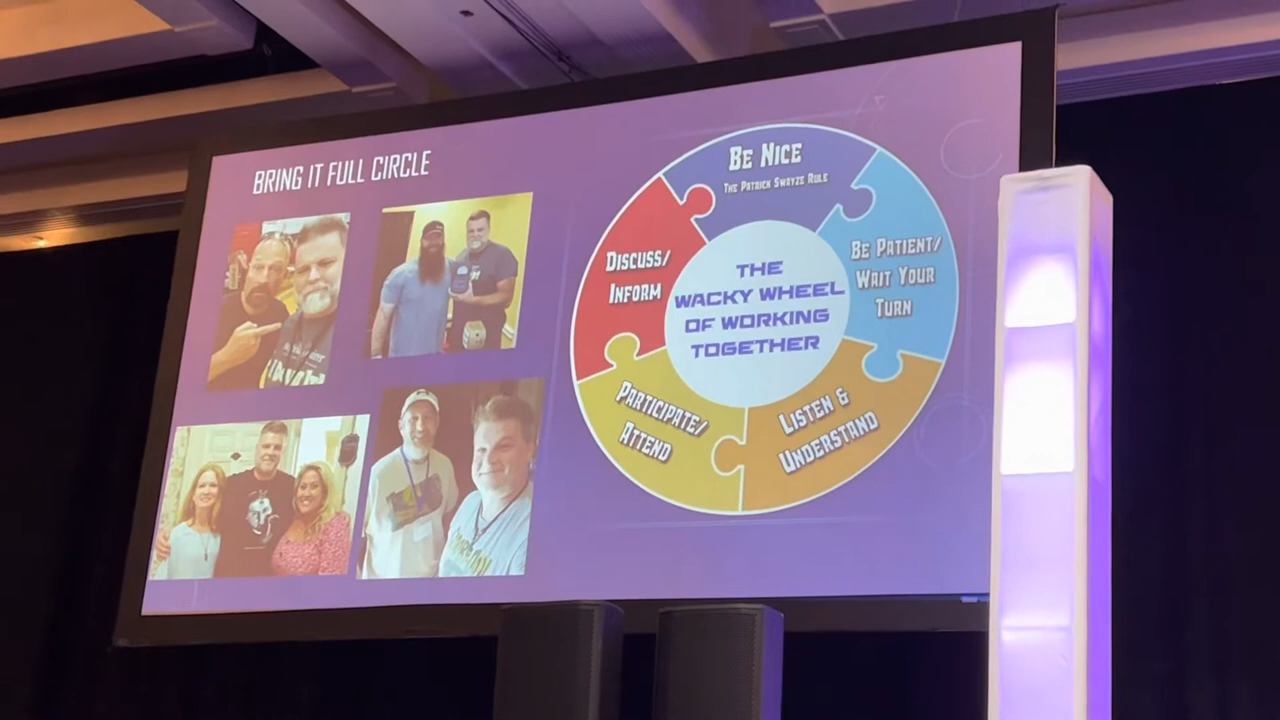 BRING IT FULL CIRCLE
BE NICE
THE PATRICK SWAYZE RULE
BE PATIENT/
WAIT YOUR
TURN
LISTEN &
UNDERSTAND
PARTICIPATE/
ATTEND
DISCUSS/
INFORM
THE
WACKY WHEEL
OF WORKING
TOGETHER